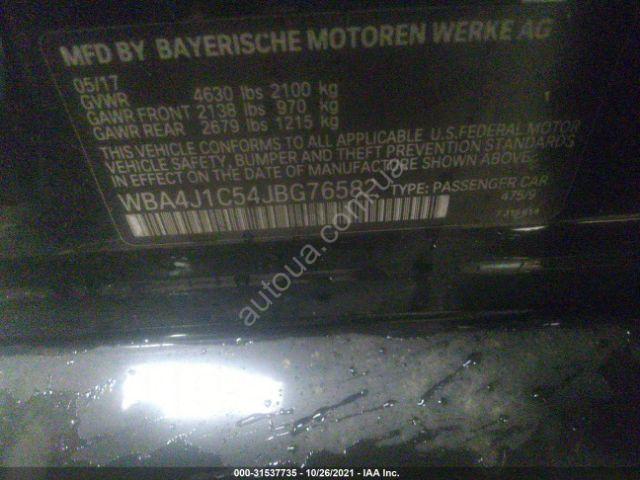 MFD BY BAYERISCHE MOTOREN WERKE AG
05/17
GVWR 4630 lbs 2100 kg
GAWR FRONT 2138 lbs 970 kg
GAWR REAR 2679 lbs 1215 kg
THIS VEHICLE CONFORMS TO ALL APPLICABLE U.S. FEDERAL MOTOR
VEHICLE SAFETY, BUMPER AND THEFT PREVENTION STANDARDS
IN EFFECT ON THE DATE OF MANUFACTURE SHOWN ABOVE.
WBA4J1C54JBG7658 TYPE: PASSENGER CAR
475/9
autoua.com.ua
000-31537735 - 10/26/2021 - IAA Inc.